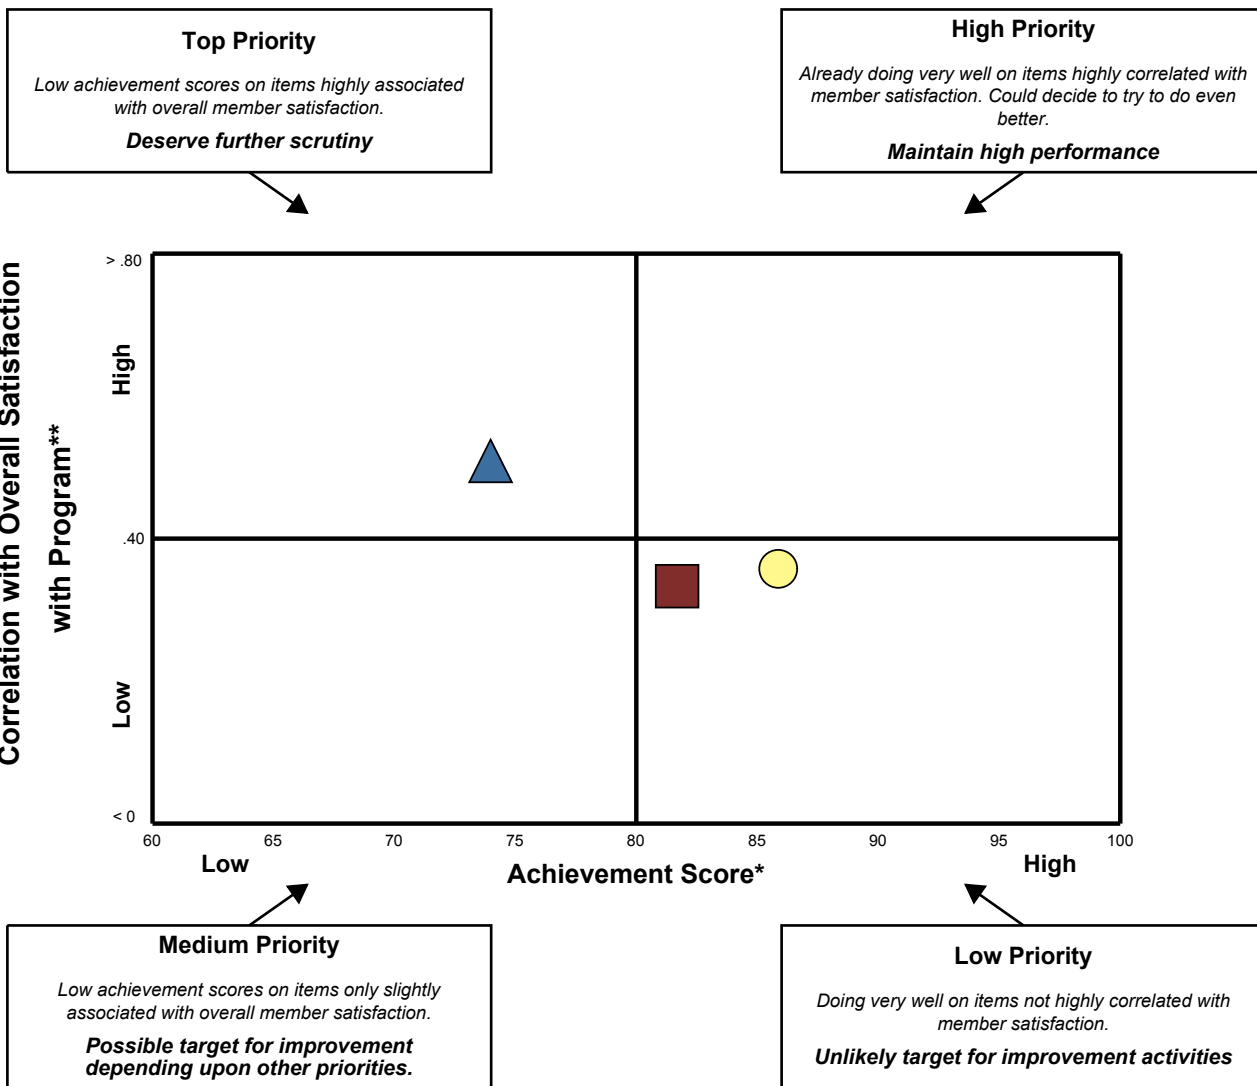 Top Priority
Low achievement scores on items highly associated
with overall member satisfaction.
Deserve further scrutiny
High Priority
Already doing very well on items highly correlated with
member satisfaction. Could decide to try to do even
better.
Maintain high performance
Correlation with Overall Satisfaction
with Program**
> .80
High
.40
Low
< 0
60 65 70 75 80 85 90 95 100
Low Achievement Score* High
Medium Priority
Low achievement scores on items only slightly
associated with overall member satisfaction.
Possible target for improvement
depending upon other priorities.
Low Priority
Doing very well on items not highly correlated with
member satisfaction.
Unlikely target for improvement activities